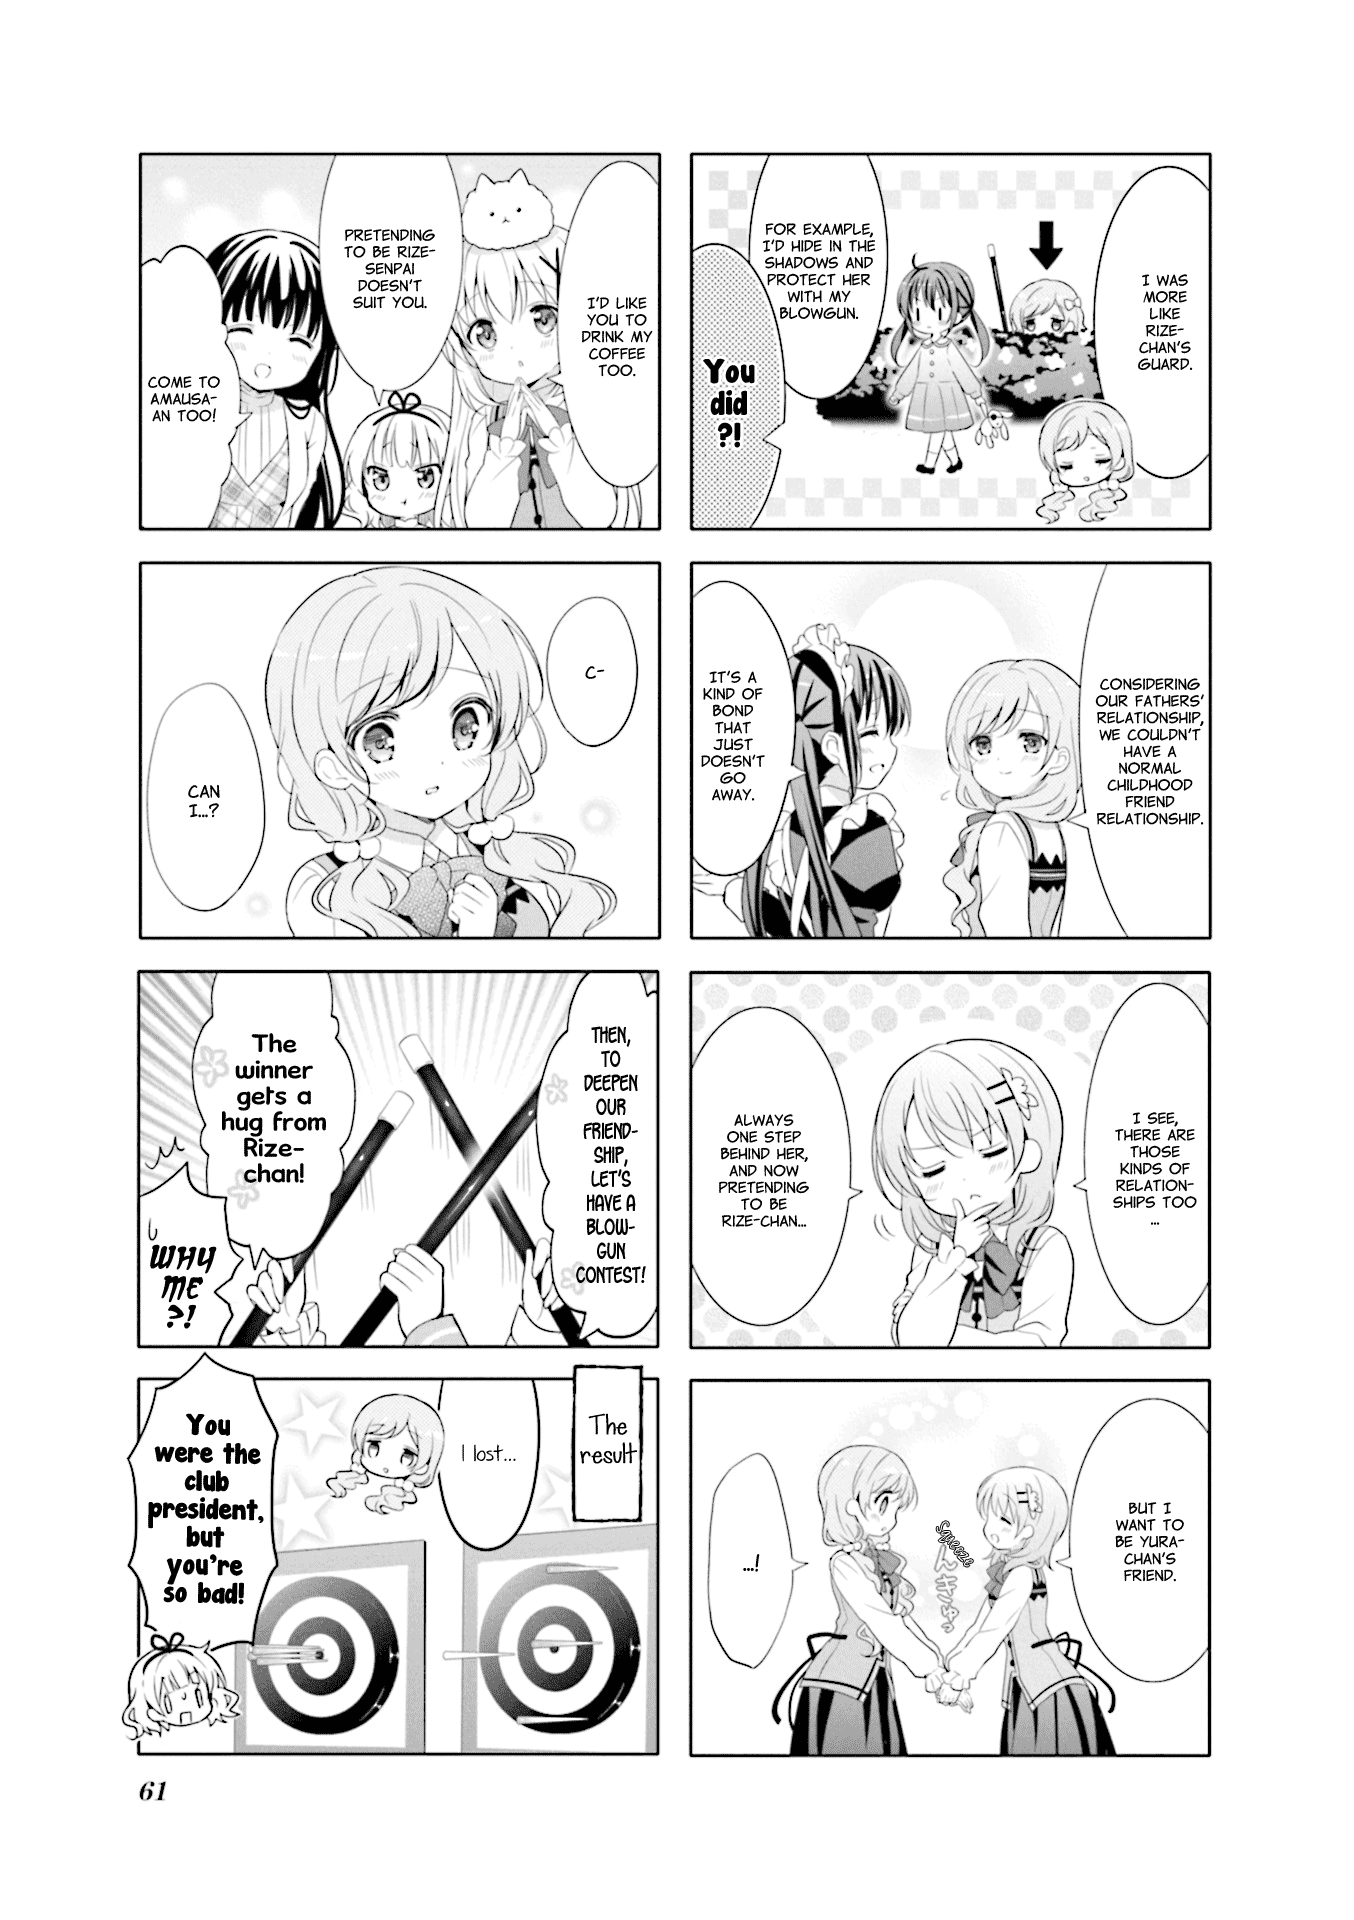 I WAS
MORE
LIKE
RIZE-
CHAN'S
GUARD.
FOR EXAMPLE,
I'D HIDE IN THE
SHADOWS AND
PROTECT HER
WITH MY
BLOWGUN.
You
did
?!
CONSIDERING
OUR FATHERS'
RELATIONSHIP,
WE COULDN'T
HAVE A
NORMAL
CHILDHOOD
FRIEND
RELATIONSHIP.
IT'S A
KIND OF
BOND
THAT
JUST
DOESN'T
GO
AWAY.
I SEE,
THERE ARE
THOSE
KINDS OF
RELATION-
SHIPS TOO
...
ALWAYS
ONE STEP
BEHIND HER,
AND NOW
PRETENDING
TO BE
RIZE-CHAN...
BUT I
WANT TO
BE YURA-
CHAN'S
FRIEND.
Squeeze
んきゅっ
...!
I'D LIKE
YOU TO
DRINK MY
COFFEE
TOO.
PRETENDING
TO BE RIZE-
SENPAI
DOESN'T
SUIT YOU.
COME TO
AMAUSA-
AN TOO!
C-
CAN
I...?
THEN,
TO
DEEPEN
OUR
FRIEND-
SHIP,
LET'S
HAVE A
BLOW-
GUN
CONTEST!
The
winner
gets a
hug from
Rize-
chan!
WHY
ME
?!
The
result
I lost...
You
were the
club
president,
but
you're
so bad!
61